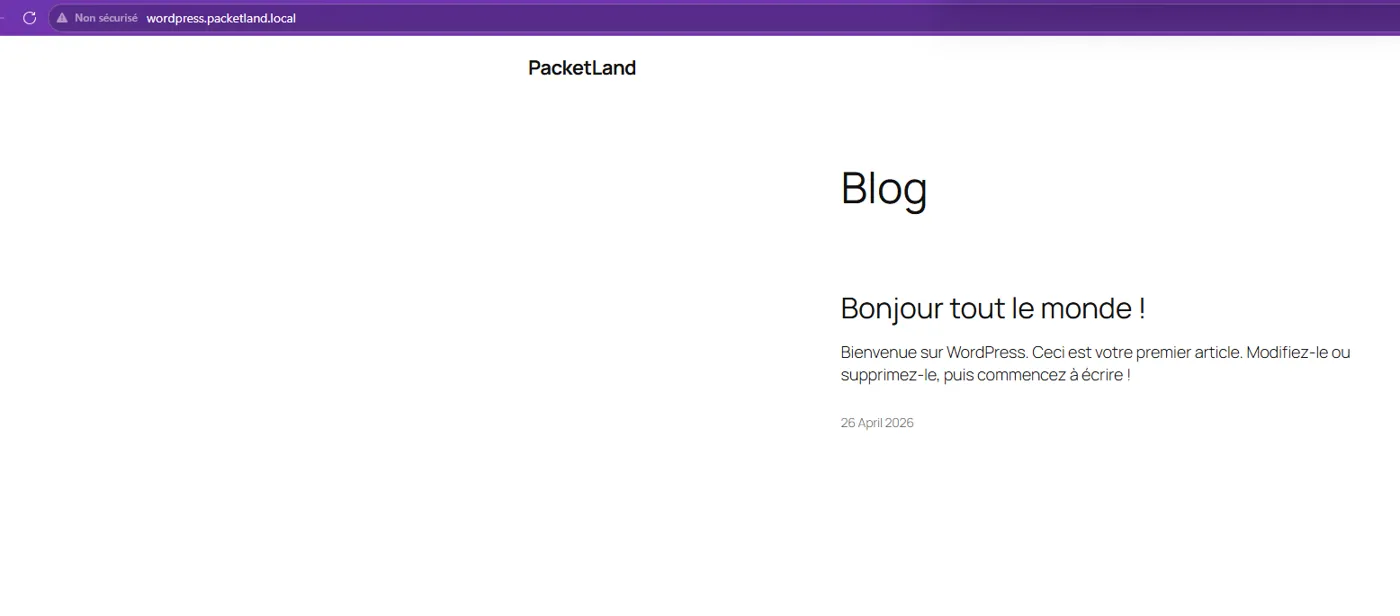 Non sécurisé wordpress.packetland.local
PacketLand
Blog
Bonjour tout le monde !
Bienvenue sur WordPress. Ceci est votre premier article. Modifiez-le ou
supprimez-le, puis commencez à écrire !
26 April 2026